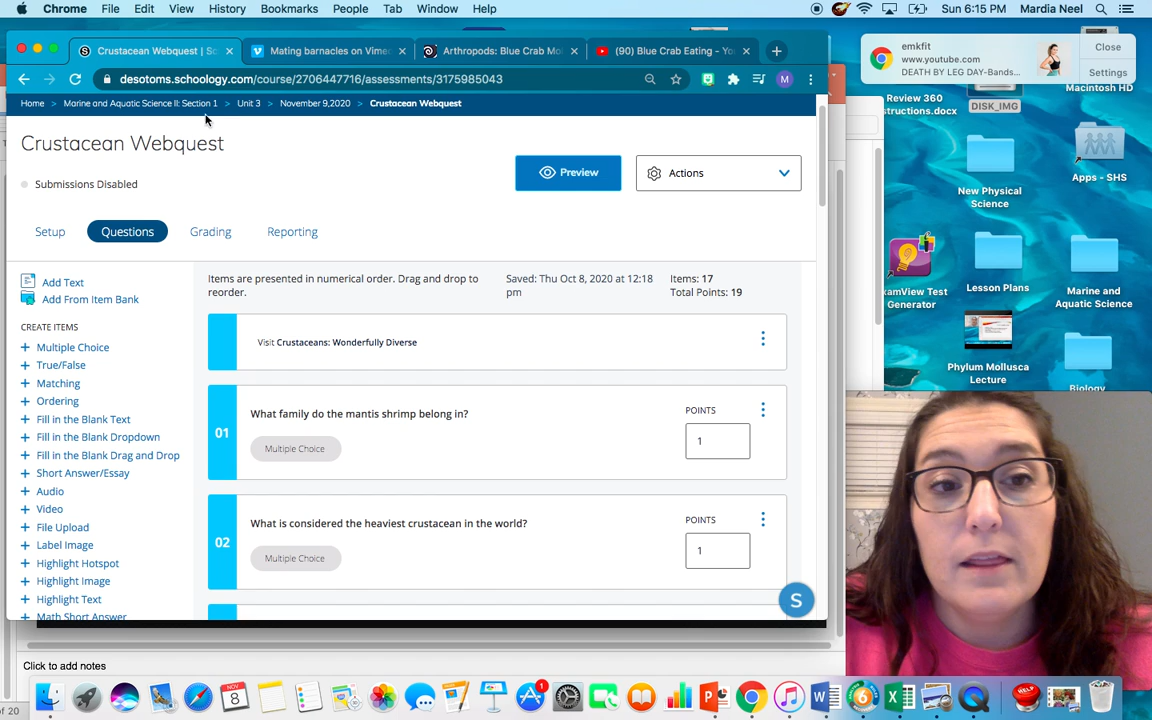 Chrome File Edit View History Bookmarks People Tab Window Help Sun 6:15 PM Mardia Neel
Crustacean Webquest | Sc
Mating barnacles on Vime
Arthropods: Blue Crab Mo
(90) Blue Crab Eating - Yo
desotoms.schoology.com/course/2706447716/assessments/3175985043
M
emkfit
www.youtube.com
DEATH BY LEG DAY-Bands...
Close
Settings
Macintosh HD
Review 360
structions.docx
DISK_IMG
Home > Marine and Aquatic Science II: Section 1 > Unit 3 > November 9,2020 > Crustacean Webquest
Crustacean Webquest
Submissions Disabled
Preview
Actions
Setup Questions Grading Reporting
Add Text
Add From Item Bank
CREATE ITEMS
+ Multiple Choice
+ True/False
+ Matching
+ Ordering
+ Fill in the Blank Text
+ Fill in the Blank Dropdown
+ Fill in the Blank Drag and Drop
+ Short Answer/Essay
+ Audio
+ Video
+ File Upload
+ Label Image
+ Highlight Hotspot
+ Highlight Image
+ Highlight Text
+ Math Short Answer
Items are presented in numerical order. Drag and drop to
reorder.
Saved: Thu Oct 8, 2020 at 12:18
pm
Items: 17
Total Points: 19
Visit Crustaceans: Wonderfully Diverse
01
What family do the mantis shrimp belong in?
Multiple Choice
POINTS
1
02
What is considered the heaviest crustacean in the world?
Multiple Choice
POINTS
1
S
New Physical
Science
Apps - SHS
xamView Test
Generator
Lesson Plans
Marine and
Aquatic Science
Phylum Mollusca
Lecture
Biology
Click to add notes
of 20
NOV
8
1
6
HELP